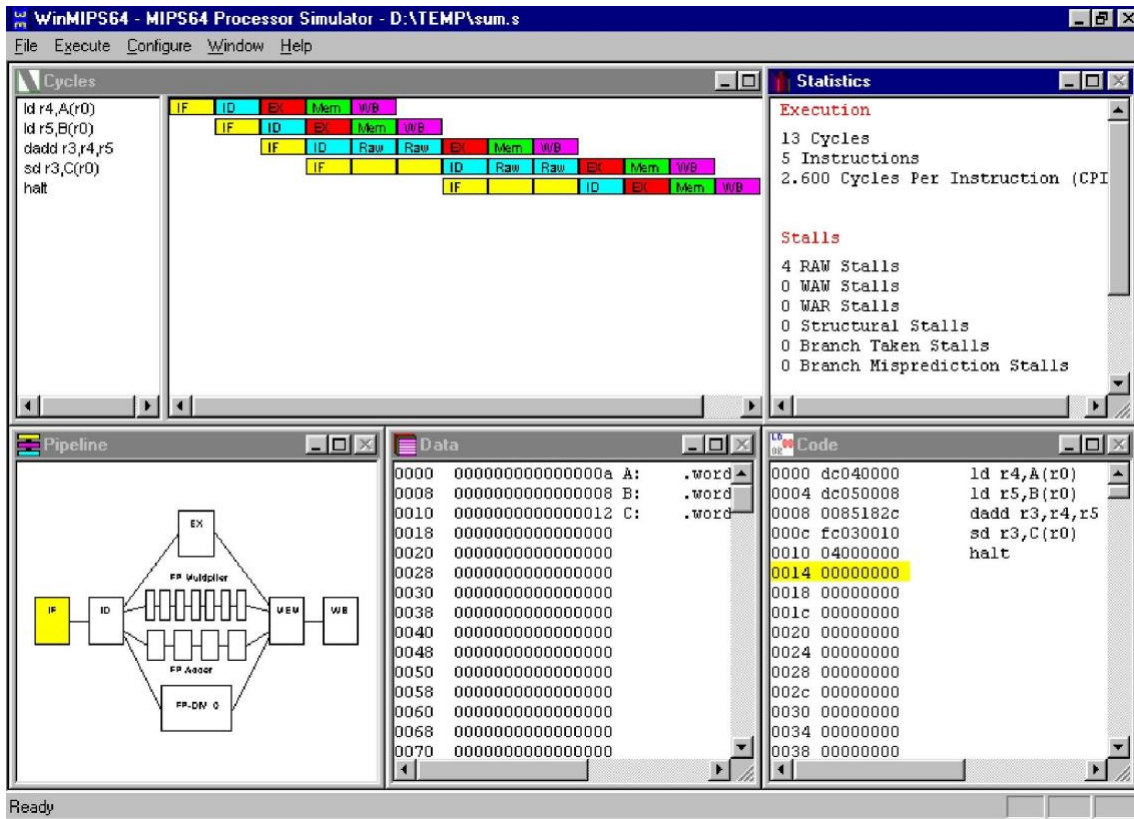 WinMIPS64 - MIPS64 Processor Simulator - D:\TEMP\sum.s
File Execute Configure Window Help
Cycles
ld r4,A(r0)
ld r5,B(r0)
dadd r3,r4,r5
sd r3,C(r0)
halt
IF ID EX Mem WB
IF ID EX Mem WB
IF ID Raw Raw EX Mem WB
IF ID Raw Raw EX Mem WB
IF ID EX Mem WB
Statistics
Execution
13 Cycles
5 Instructions
2.600 Cycles Per Instruction (CPI
Stalls
4 RAW Stalls
0 WAW Stalls
0 WAR Stalls
0 Structural Stalls
0 Branch Taken Stalls
0 Branch Misprediction Stalls
Pipeline
EX
FP Multiplier
IF ID MEM WB
FP Adder
FP-DIV 0
Data
0000 000000000000000a A: .word
0008 0000000000000008 B: .word
0010 0000000000000012 C: .word
0018 0000000000000000
0020 0000000000000000
0028 0000000000000000
0030 0000000000000000
0038 0000000000000000
0040 0000000000000000
0048 0000000000000000
0050 0000000000000000
0058 0000000000000000
0060 0000000000000000
0068 0000000000000000
0070 0000000000000000
Code
0000 dc040000 ld r4,A(r0)
0004 dc050008 ld r5,B(r0)
0008 0085182c dadd r3,r4,r5
000c fc030010 sd r3,C(r0)
0010 04000000 halt
0014 00000000
0018 00000000
001c 00000000
0020 00000000
0024 00000000
0028 00000000
002c 00000000
0030 00000000
0034 00000000
0038 00000000
Ready